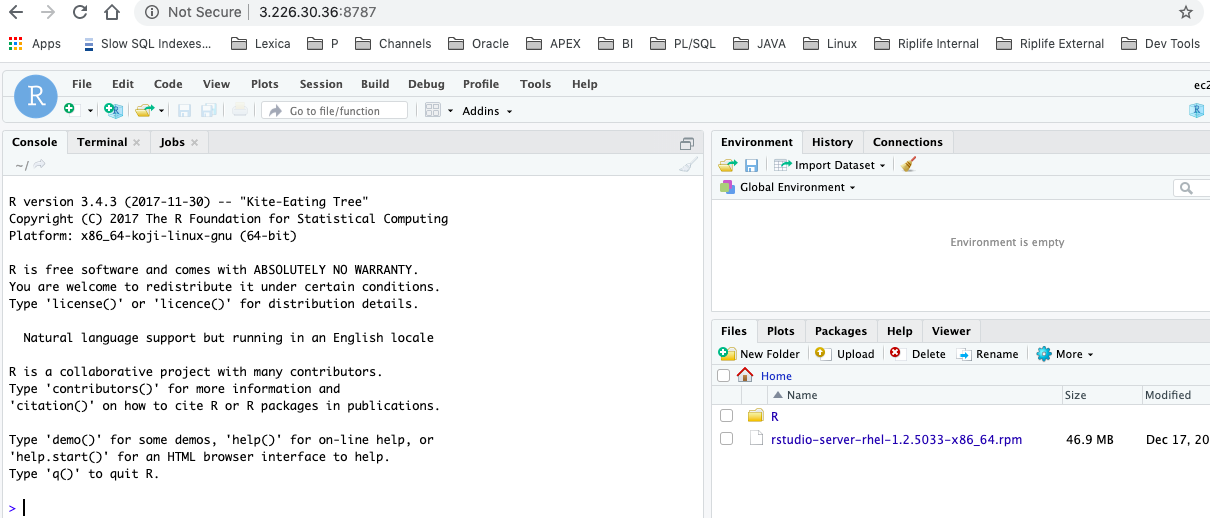 Not Secure | 3.226.30.36:8787
Apps Slow SQL Indexes... Lexica P Channels Oracle APEX BI PL/SQL JAVA Linux Riplife Internal Riplife External Dev Tools
R File Edit Code View Plots Session Build Debug Profile Tools Help ec2
R Go to file/function Addins R
Console Terminal Jobs
~/
R version 3.4.3 (2017-11-30) -- "Kite-Eating Tree"
Copyright (C) 2017 The R Foundation for Statistical Computing
Platform: x86_64-koji-linux-gnu (64-bit)
R is free software and comes with ABSOLUTELY NO WARRANTY.
You are welcome to redistribute it under certain conditions.
Type 'license()' or 'licence()' for distribution details.
Natural language support but running in an English locale
R is a collaborative project with many contributors.
Type 'contributors()' for more information and
'citation()' on how to cite R or R packages in publications.
Type 'demo()' for some demos, 'help()' for on-line help, or
'help.start()' for an HTML browser interface to help.
Type 'q()' to quit R.
>
Environment History Connections
Import Dataset
Global Environment
Environment is empty
Files Plots Packages Help Viewer
New Folder Upload Delete Rename More
Home
Name Size Modified
R
rstudio-server-rhel-1.2.5033-x86_64.rpm 46.9 MB Dec 17, 20